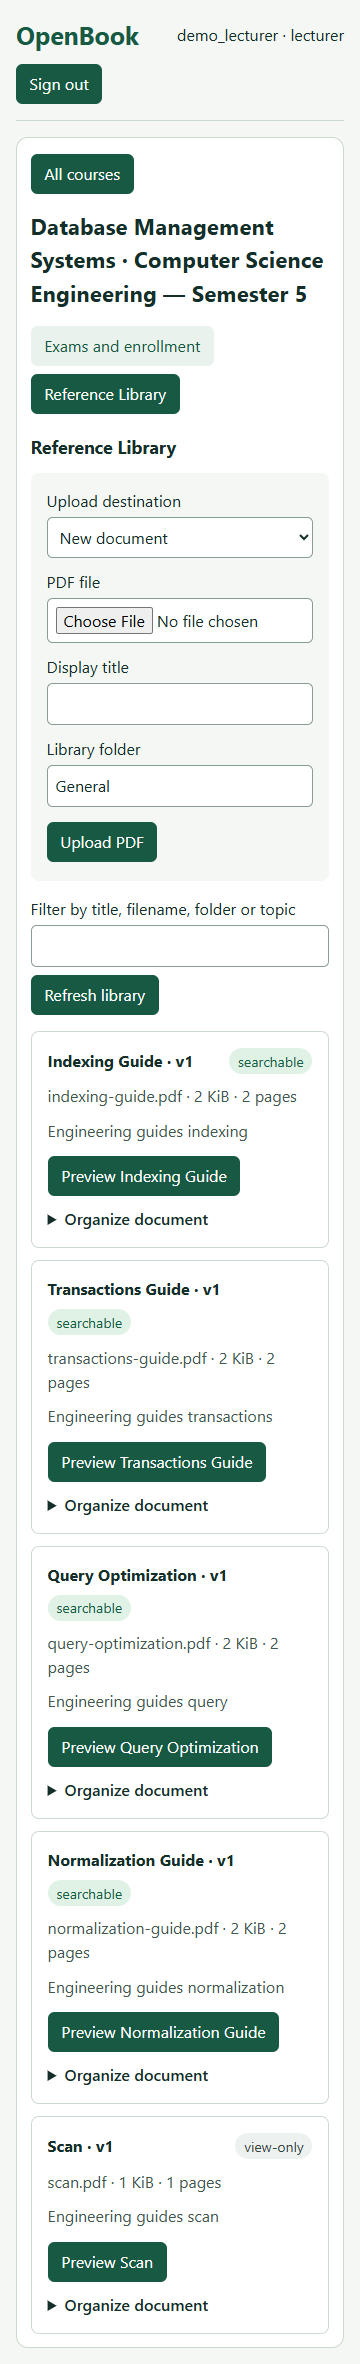 OpenBook
demo_lecturer · lecturer
Sign out
All courses
Database Management
Systems · Computer Science
Engineering — Semester 5
Exams and enrollment
Reference Library
Reference Library
Upload destination
New document
PDF file
Choose File No file chosen
Display title
Library folder
General
Upload PDF
Filter by title, filename, folder or topic
Refresh library
Indexing Guide · v1
searchable
indexing-guide.pdf · 2 KiB · 2 pages
Engineering guides indexing
Preview Indexing Guide
Organize document
Transactions Guide · v1
searchable
transactions-guide.pdf · 2 KiB · 2
pages
Engineering guides transactions
Preview Transactions Guide
Organize document
Query Optimization · v1
searchable
query-optimization.pdf · 2 KiB · 2
pages
Engineering guides query
Preview Query Optimization
Organize document
Normalization Guide · v1
searchable
normalization-guide.pdf · 2 KiB · 2
pages
Engineering guides normalization
Preview Normalization Guide
Organize document
Scan · v1
view-only
scan.pdf · 1 KiB · 1 pages
Engineering guides scan
Preview Scan
Organize document